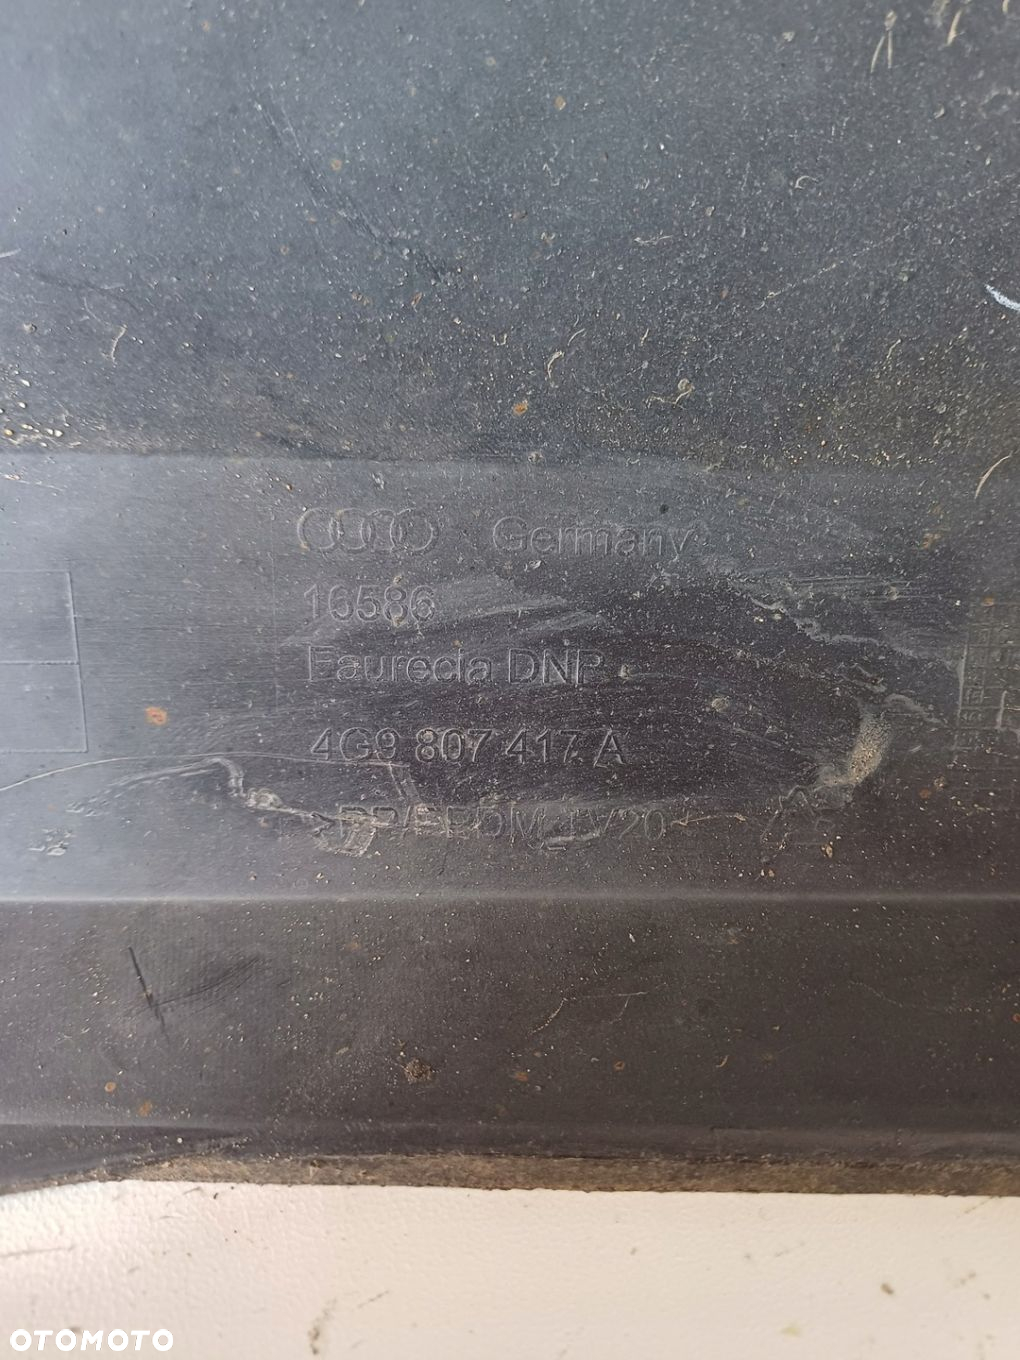 Germany
16586
Faurecia DNP
4G9 807 417 A
OTOMOTO